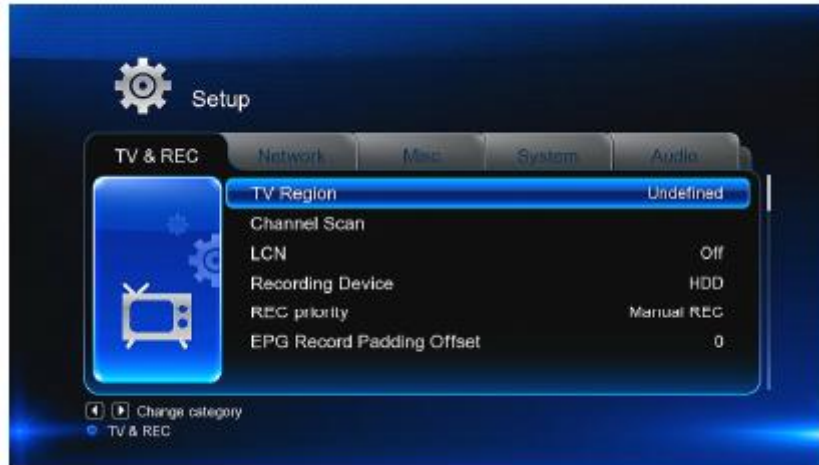 Setup
TV & REC Network Misc System Audio
TV Region Undefined
Channel Scan
LCN Off
Recording Device HDD
REC priority Manual REC
EPG Record Padding Offset 0
Change category
TV & REC